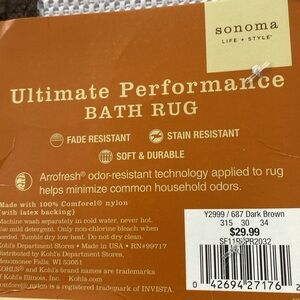 sonoma
LIFE + STYLE
Ultimate Performance
BATH RUG
FADE RESISTANT
STAIN RESISTANT
SOFT & DURABLE
Arrofresh® odor-resistant technology applied to rug
helps minimize common household odors.
Made with 100% Comforel® nylon
(with latex backing)
Machine wash separately in cold water, never hot.
Use mild detergent. Only non-chlorine bleach when
needed. Tumble dry low heat. Do not dry clean.
Kohl's Department Stores • Made in USA • RN#99717
Distributed by Kohl's Department Stores,
Menomonee Falls, WI 53051.
KOHL'S® and Kohl's brand names are trademarks
of Kohl's Illinois, Inc. Kohls.com
is a registered trademark of INVISTA.
Y2999 / 687 Dark Brown
315 30 34
$29.99
0 42694 27176